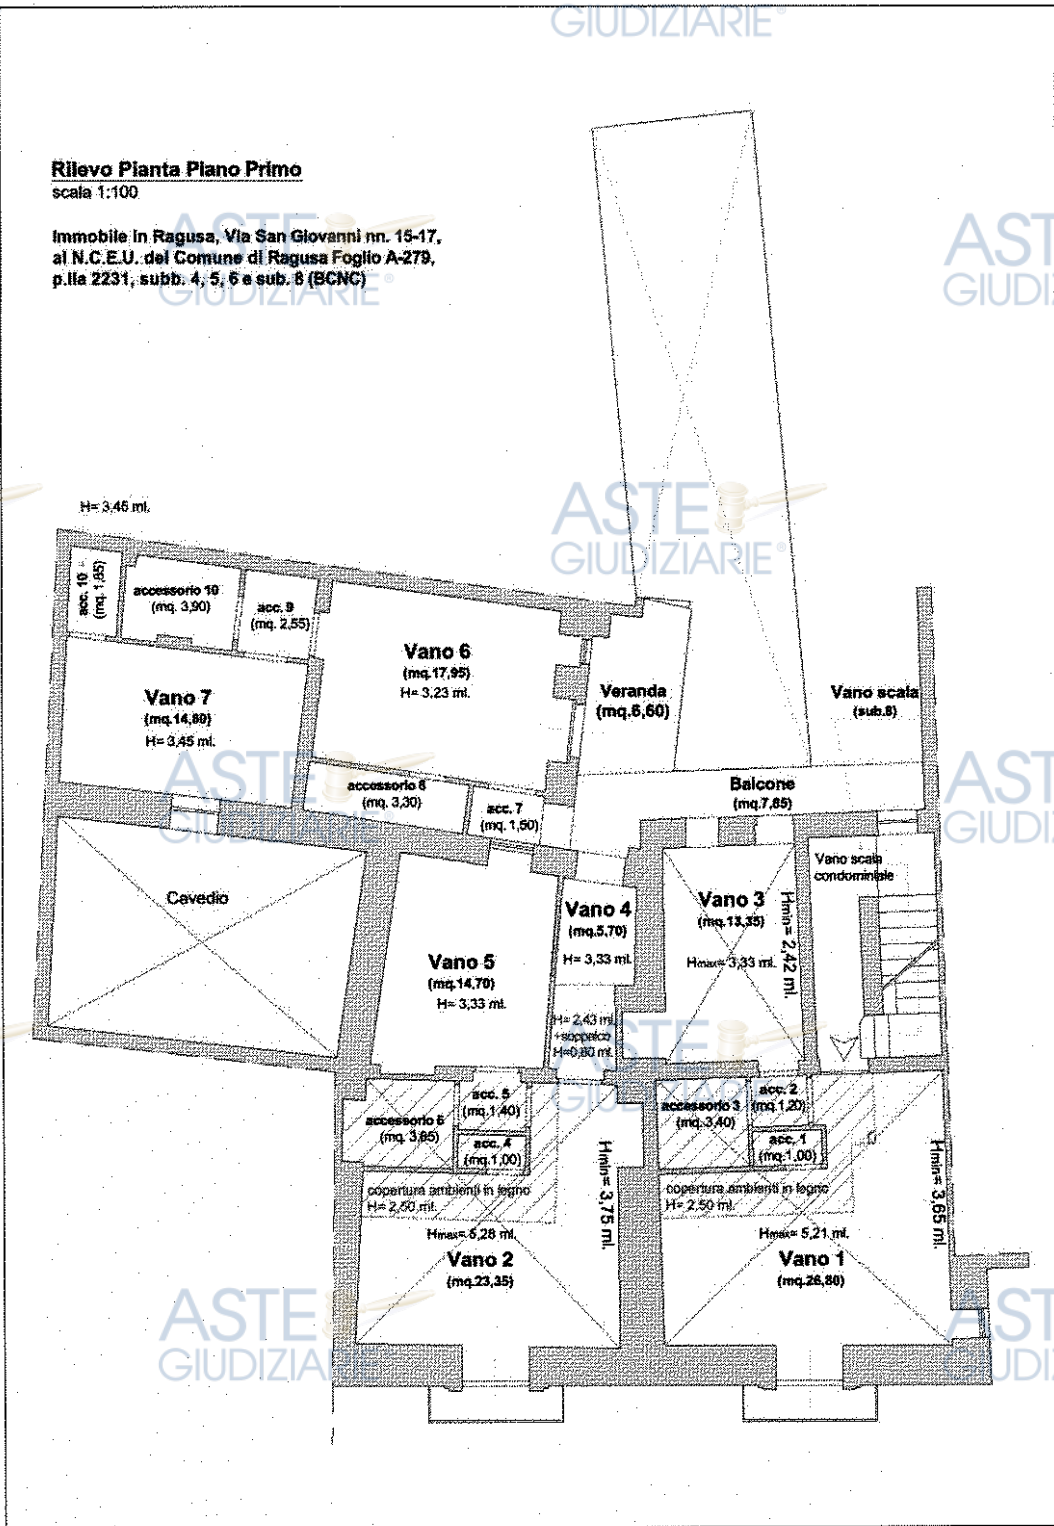 ASTE
GIUDIZIARIE®
Rilevo Pianta Piano Primo
scala 1:100
Immobile in Ragusa, Via San Giovanni nn. 15-17,
al N.C.E.U. del Comune di Ragusa Foglio A-279,
p.lla 2231, subb. 4, 5, 6 e sub. 8 (BCNC)
H= 3,45 ml.
acc. 10
(mq. 1,85)
accessorio 10
(mq. 3,90)
acc. 9
(mq. 2,55)
Vano 6
(mq.17,95)
H= 3,23 ml.
Vano 7
(mq.14,80)
H= 3,45 ml.
Veranda
(mq.6,60)
Vano scala
(sub.8)
accessorio 8
(mq. 3,30)
acc. 7
(mq. 1,50)
Balcone
(mq.7,65)
Vano scala
condominiale
Cavedio
Vano 5
(mq.14,70)
H= 3,33 ml.
Vano 4
(mq.5,70)
H= 3,33 ml.
H= 2,43 ml.
+soppalco
H=0,80 ml.
Vano 3
(mq.13,35)
Hmax= 3,33 ml.
Hmin= 2,42 ml.
accessorio 6
(mq. 3,65)
acc. 5
(mq.1,40)
acc. 4
(mq.1,00)
accessorio 3
(mq.3,40)
acc. 2
(mq.1,20)
acc. 1
(mq.1,00)
copertura ambienti in legno
H= 2,50 ml.
Hmax= 5,28 ml.
Vano 2
(mq.23,35)
Hmin= 3,75 ml.
copertura ambienti in legno
H= 2,50 ml.
Hmax= 5,21 ml.
Vano 1
(mq.26,80)
Hmin= 3,65 ml.